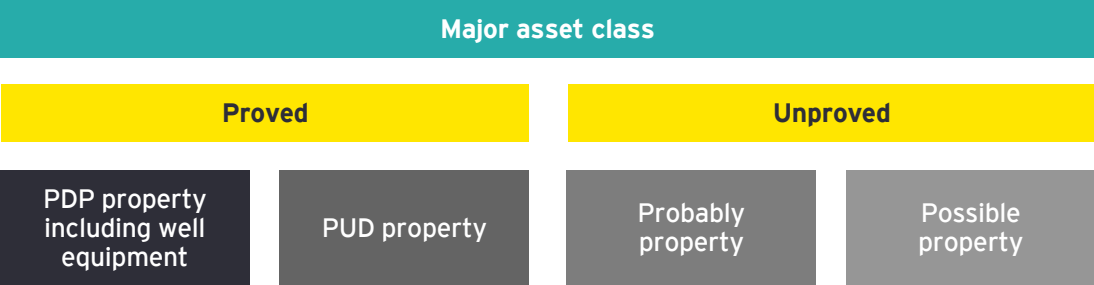 Major asset class
Proved
Unproved
PDP property
including well
equipment
PUD property
Probably
property
Possible
property